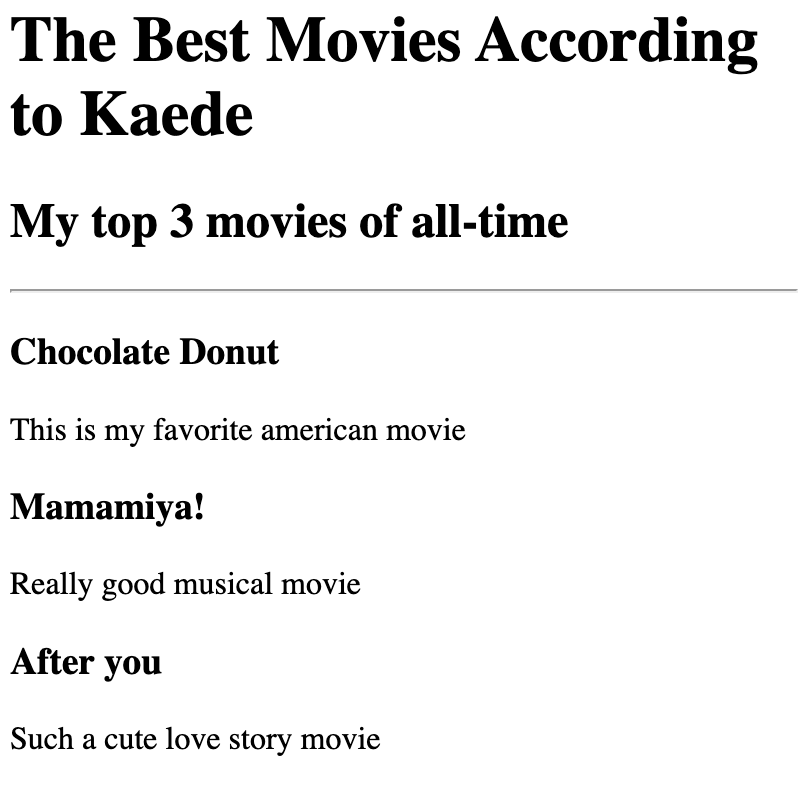 The Best Movies According
to Kaede
My top 3 movies of all-time
Chocolate Donut
This is my favorite american movie
Mamamiya!
Really good musical movie
After you
Such a cute love story movie